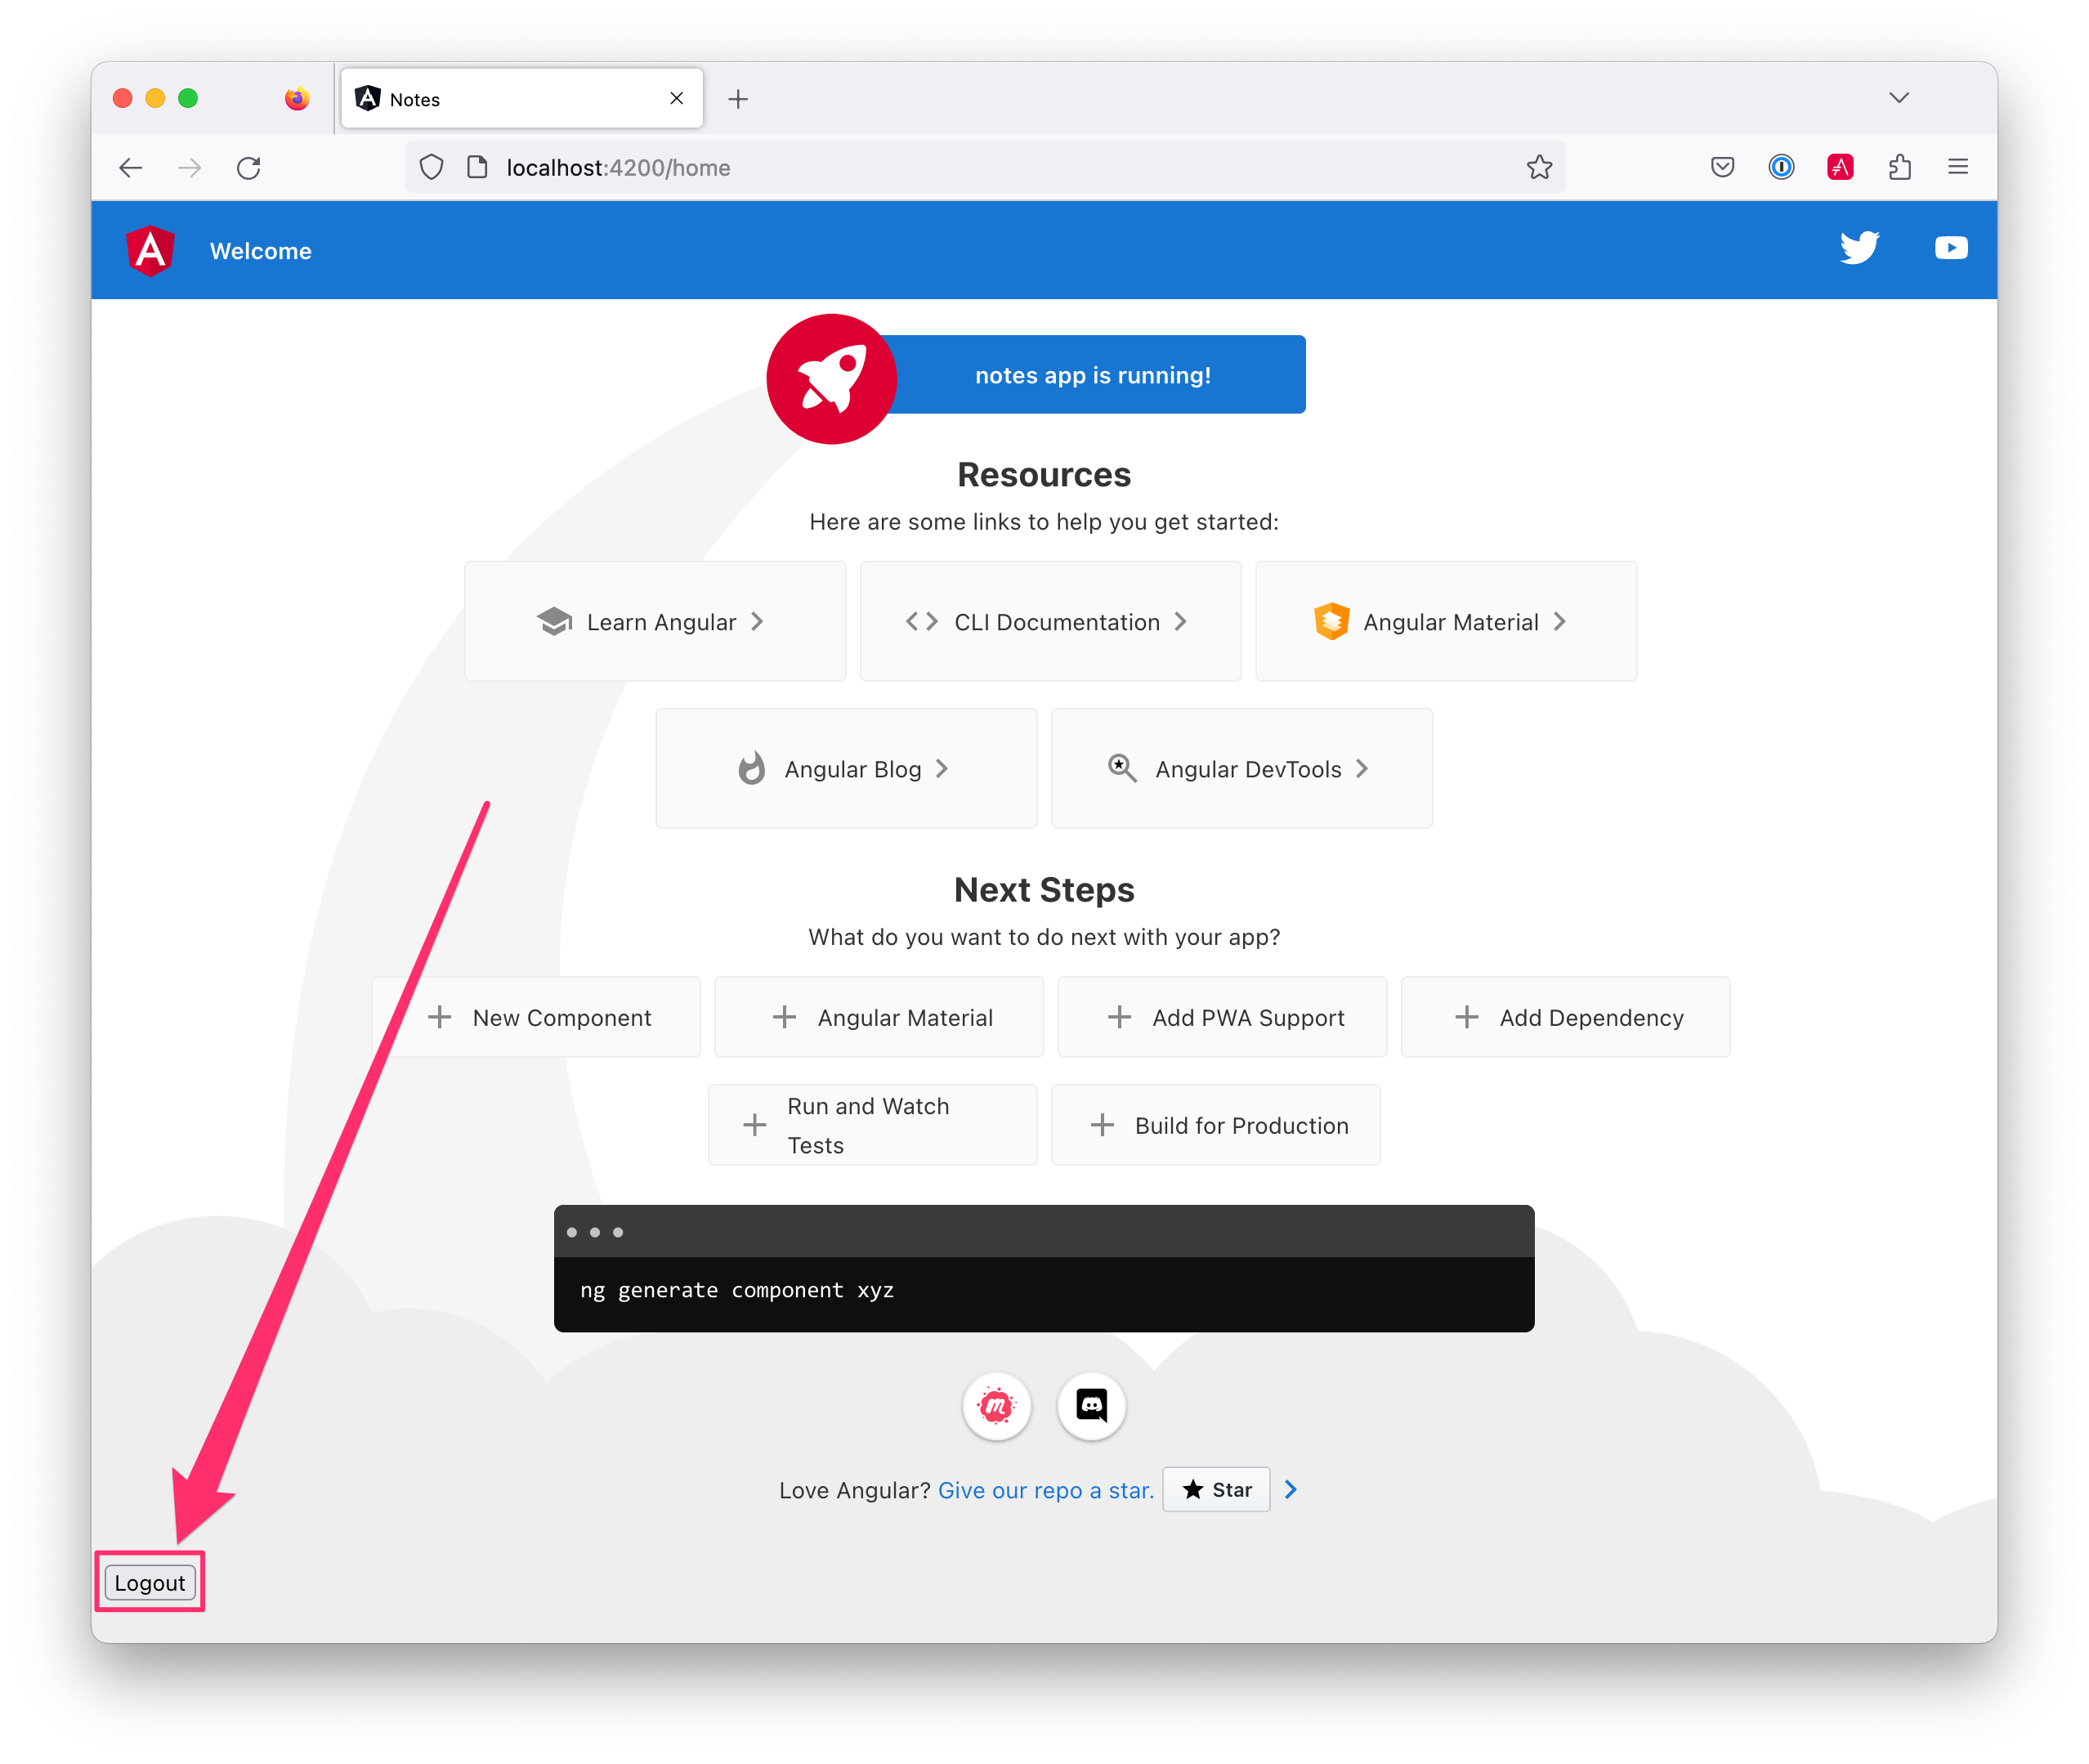 Notes
localhost:4200/home
Welcome
notes app is running!
Resources
Here are some links to help you get started:
Learn Angular
CLI Documentation
Angular Material
Angular Blog
Angular DevTools
Next Steps
What do you want to do next with your app?
New Component
Angular Material
Add PWA Support
Add Dependency
Run and Watch
Tests
Build for Production
ng generate component xyz
Love Angular? Give our repo a star. Star
Logout